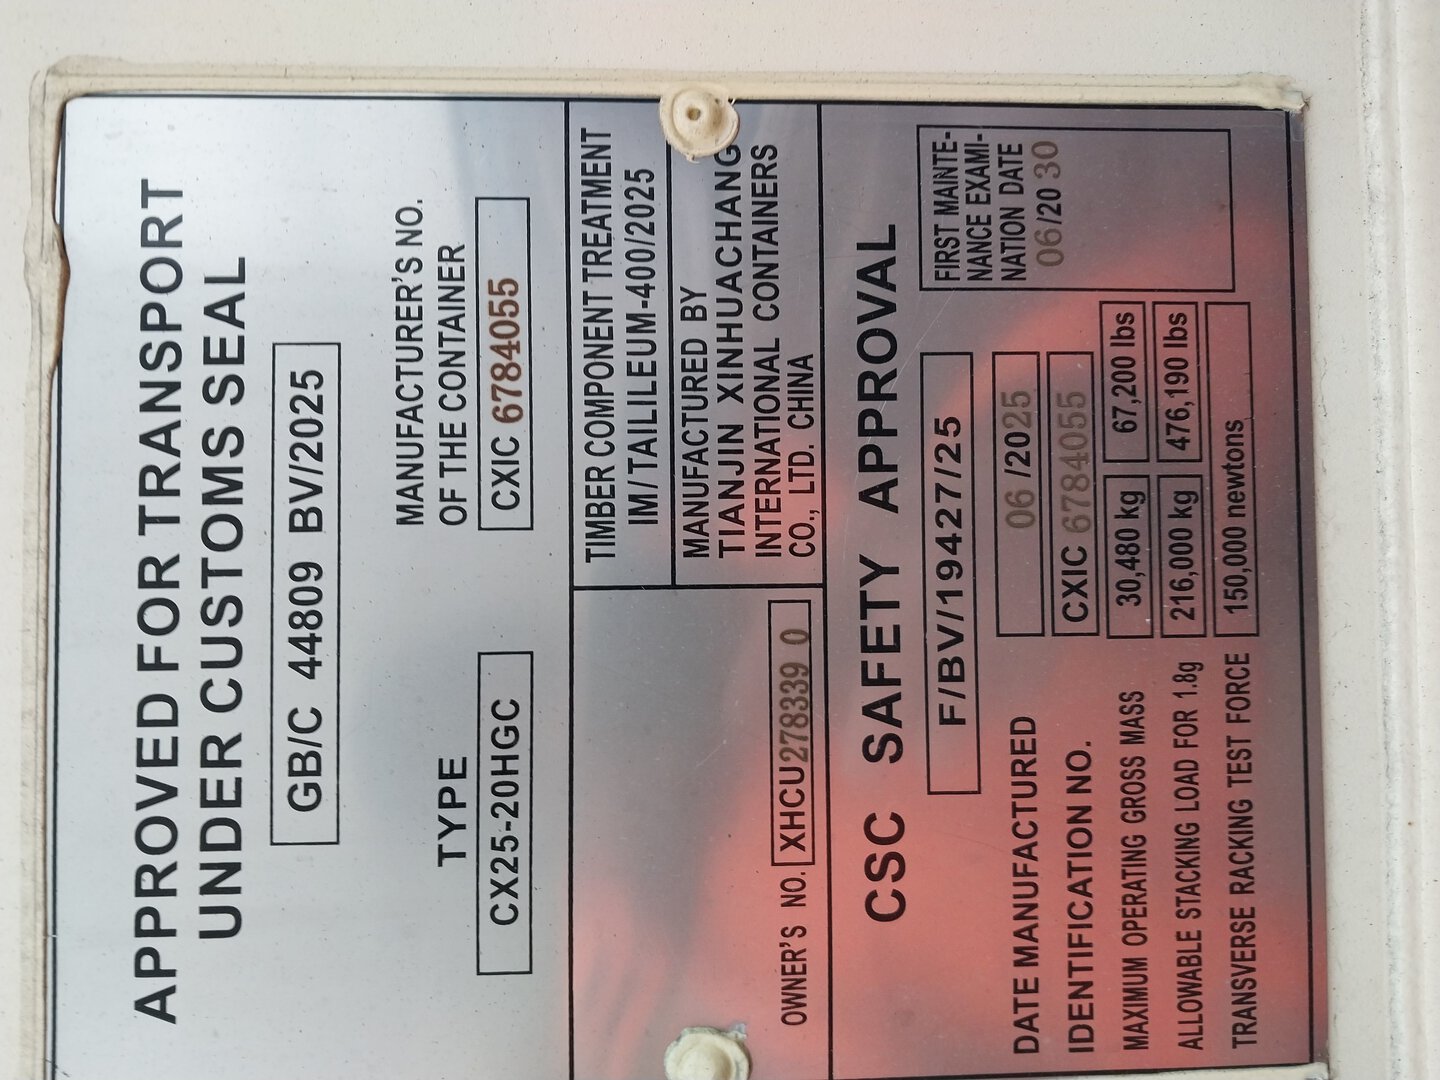 APPROVED FOR TRANSPORT
UNDER CUSTOMS SEAL
GB/C 44809 BV/2025
TYPE
CX25-20HGC
MANUFACTURER'S NO.
OF THE CONTAINER
CXIC 6784055
TIMBER COMPONENT TREATMENT
IM/TAILILEUM-400/2025
MANUFACTURED BY
TIANJIN XINHUACHANG
INTERNATIONAL CONTAINERS
CO., LTD. CHINA
OWNER'S NO. XHCU 278339 0
CSC SAFETY APPROVAL
F/BV/19427/25
FIRST MAINTE-
NANCE EXAMI-
NATION DATE
06/20 30
DATE MANUFACTURED 06 /2025
IDENTIFICATION NO. CXIC 6784055
MAXIMUM OPERATING GROSS MASS 30,480 kg 67,200 lbs
ALLOWABLE STACKING LOAD FOR 1.8g 216,000 kg 476,190 lbs
TRANSVERSE RACKING TEST FORCE 150,000 newtons